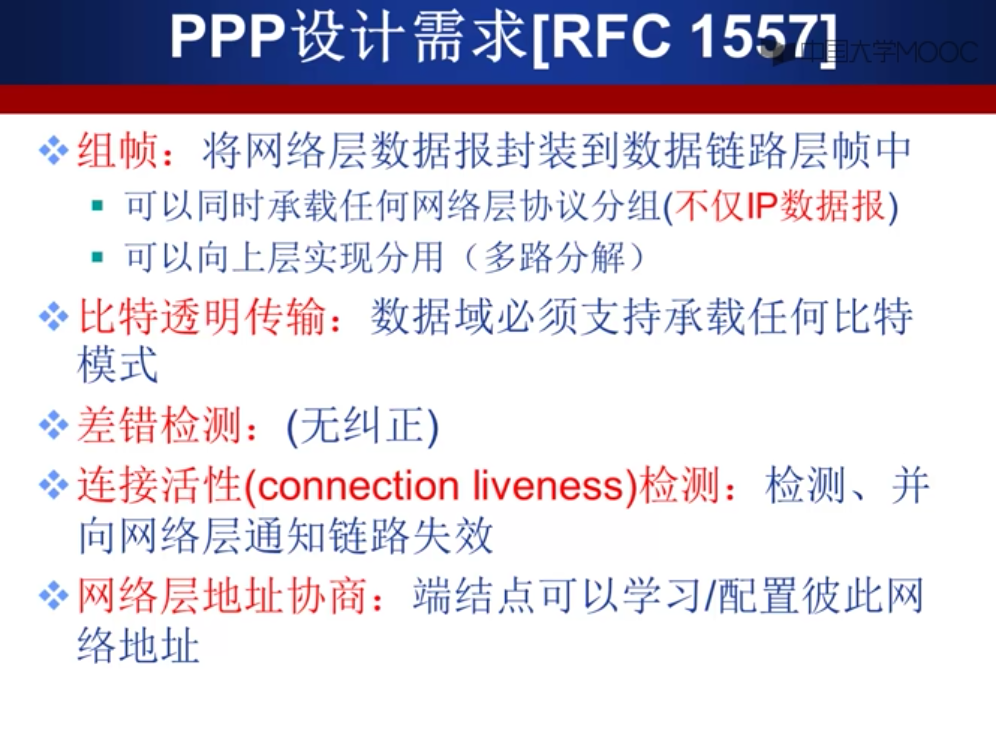 PPP设计需求[RFC 1557]
中国大学MOOC
组帧：将网络层数据报封装到数据链路层帧中
可以同时承载任何网络层协议分组(不仅IP数据报)
可以向上层实现分用（多路分解）
比特透明传输：数据域必须支持承载任何比特
模式
差错检测：(无纠正)
连接活性(connection liveness)检测：检测、并
向网络层通知链路失效
网络层地址协商：端结点可以学习/配置彼此网
络地址